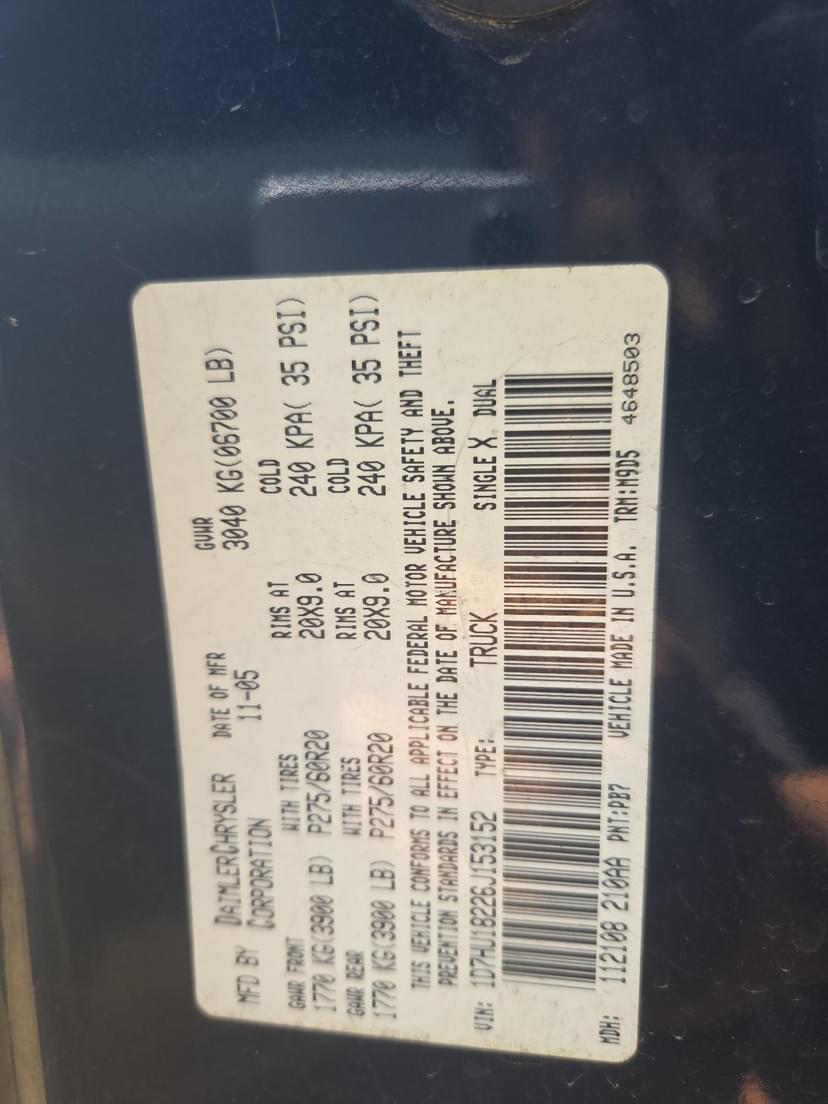 MFD BY DAIMLERCHRYSLER CORPORATION
DATE OF MFR 11-05
GVWR 3040 KG(06700 LB)
GAWR FRONT WITH TIRES RIMS AT COLD
1770 KG(3900 LB) P275/60R20 20X9.0 240 KPA( 35 PSI)
GAWR REAR WITH TIRES RIMS AT COLD
1770 KG(3900 LB) P275/60R20 20X9.0 240 KPA( 35 PSI)
THIS VEHICLE CONFORMS TO ALL APPLICABLE FEDERAL MOTOR VEHICLE SAFETY AND THEFT
PREVENTION STANDARDS IN EFFECT ON THE DATE OF MANUFACTURE SHOWN ABOVE.
VIN: 1D7HU18226J153152 TYPE: TRUCK SINGLE X DUAL
MDH: 112108 210AA PNT:PB7 VEHICLE MADE IN U.S.A. TRM:M9D5 4648503